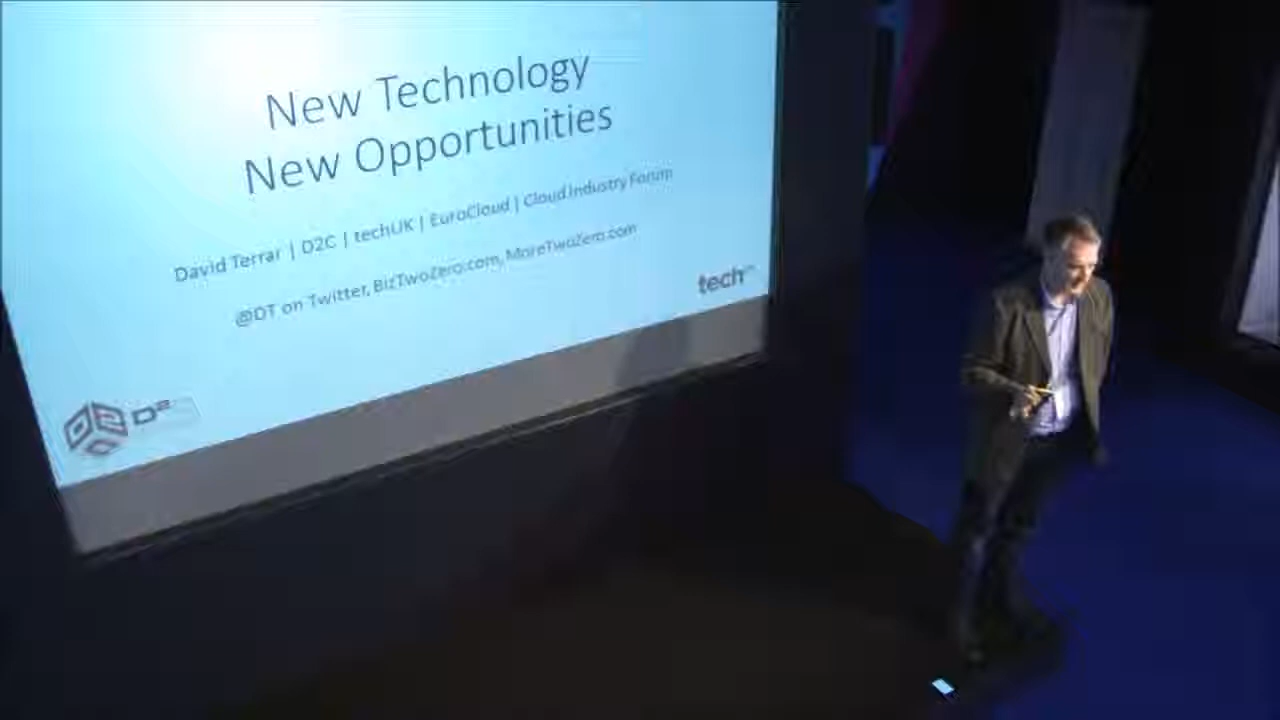 New Technology
New Opportunities
David Terrar | D2C | techUK | EuroCloud | Cloud Industry Forum
@DT on Twitter, BizTwoZero.com, MoreTwoZero.com
tech
D2